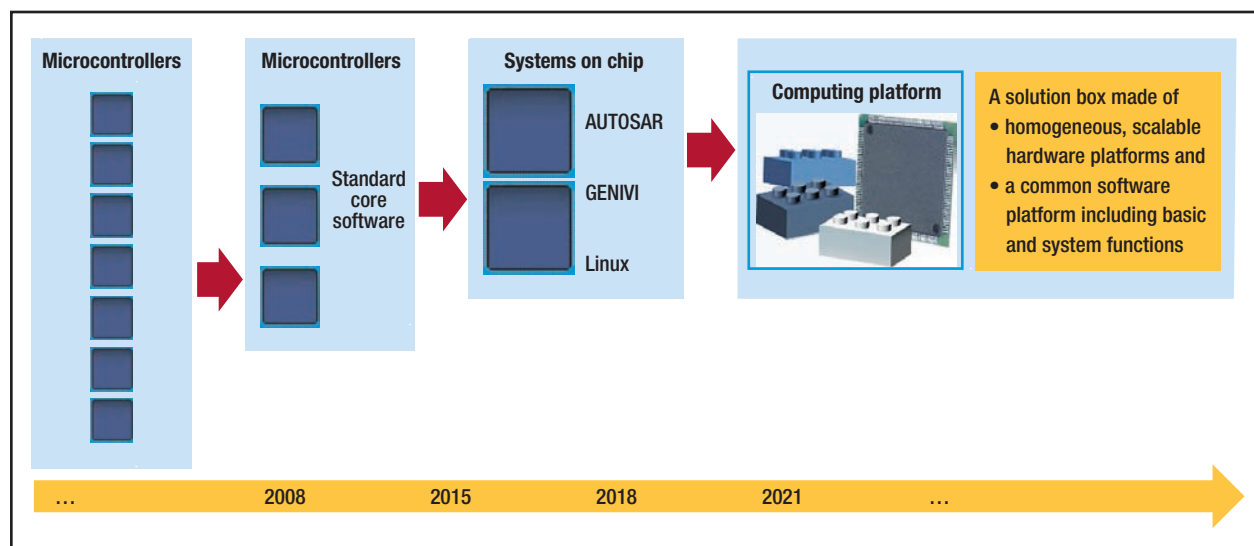 Microcontrollers
Microcontrollers
Standard
core
software
Systems on chip
AUTOSAR
GENIVI
Linux
Computing platform
A solution box made of
• homogeneous, scalable
hardware platforms and
• a common software
platform including basic
and system functions
... 2008 2015 2018 2021 ...